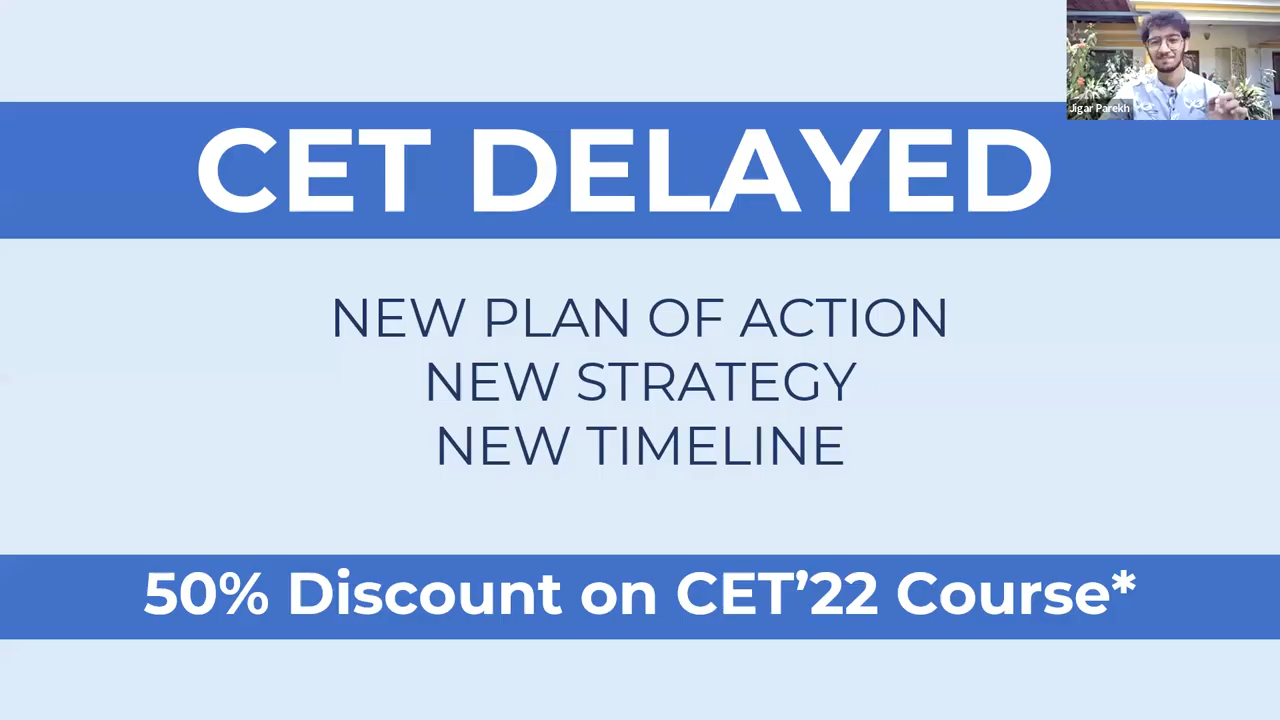 Jigar Parekh
CET DELAYED
NEW PLAN OF ACTION
NEW STRATEGY
NEW TIMELINE
50% Discount on CET’22 Course*